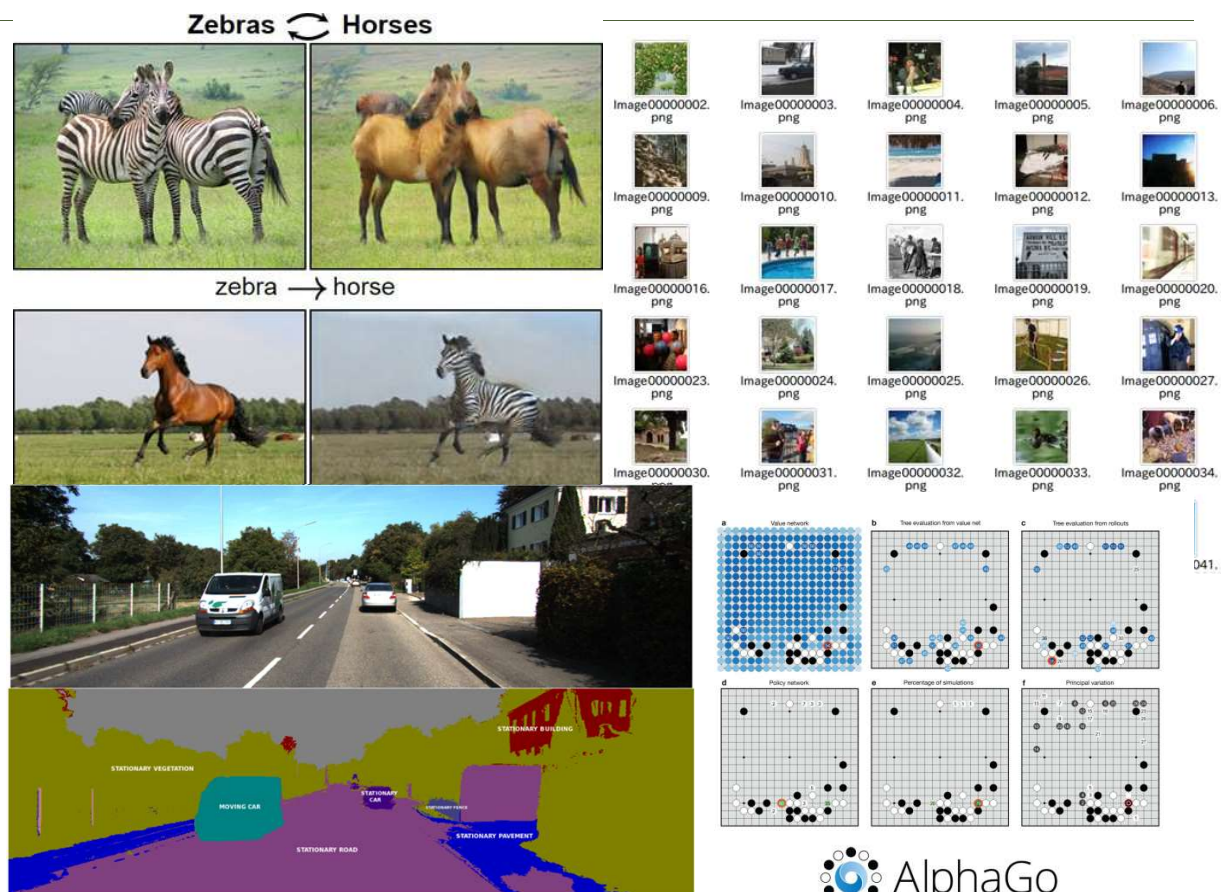 Zebras Horses
zebra → horse
Image00000002.
png
Image00000003.
png
Image00000004.
png
Image00000005.
png
Image00000006.
png
Image00000009.
png
Image00000010.
png
Image00000011.
png
Image00000012.
png
Image00000013.
png
Image00000016.
png
Image00000017.
png
Image00000018.
png
Image00000019.
png
Image00000020.
png
Image00000023.
png
Image00000024.
png
Image00000025.
png
Image00000026.
png
Image00000027.
png
Image00000030.
png
Image00000031.
png
Image00000032.
png
Image00000033.
png
Image00000034.
png
041.
STATIONARY BUILDING
STATIONARY VEGETATION
MOVING CAR
STATIONARY
CAR
STATIONARY FENCE
STATIONARY PAVEMENT
STATIONARY ROAD
a Value network
b Tree evaluation from value net
c Tree evaluation from rollouts
d Policy network
e Percentage of simulations
f Principal variation
AlphaGo